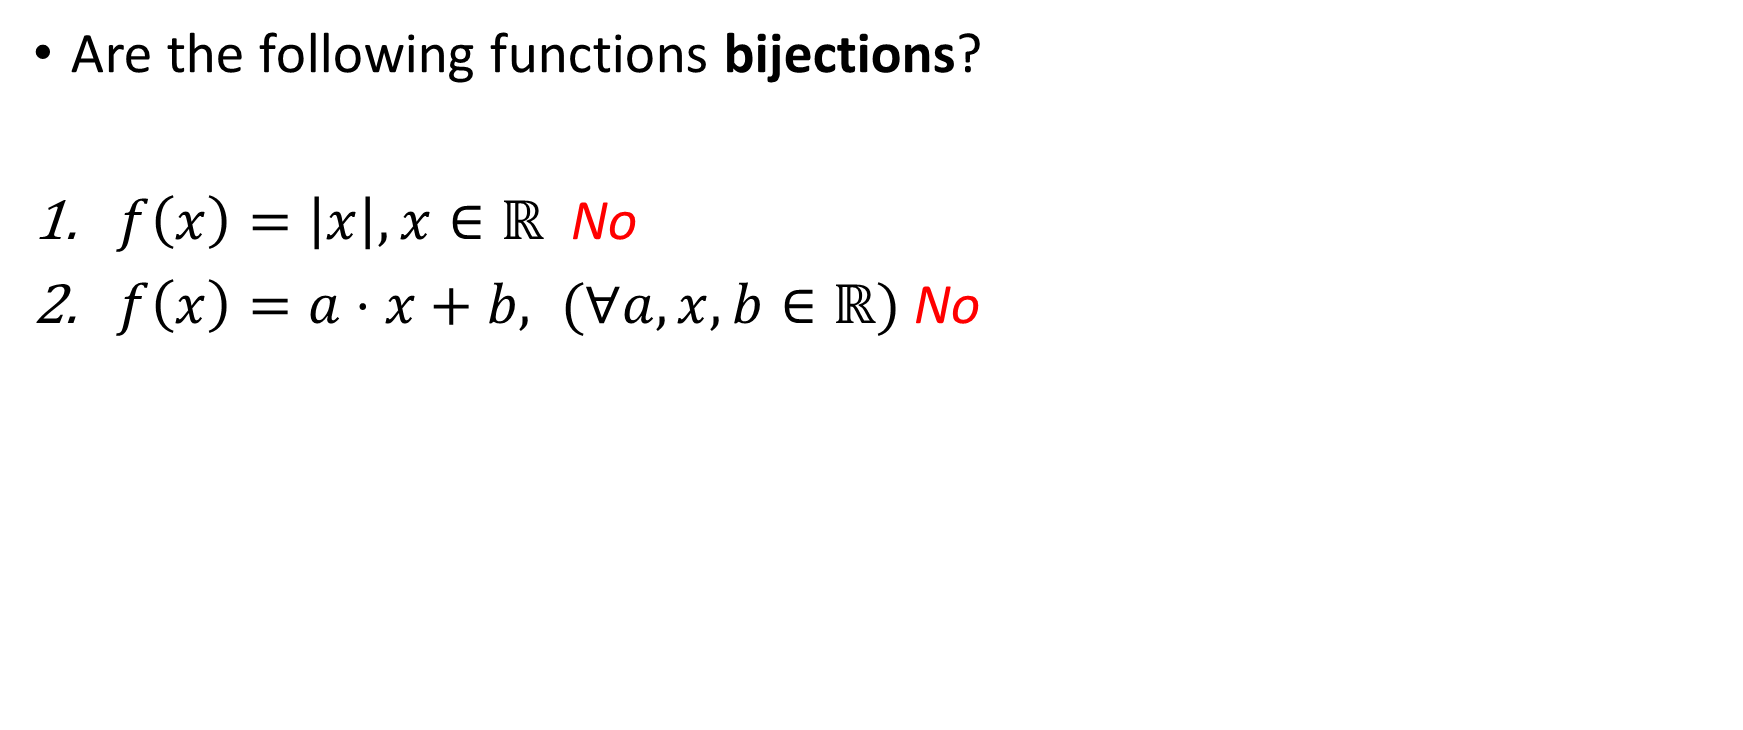 • Are the following functions bijections?
1. f(x) = |x|, x ∈ ℝ No
2. f(x) = a · x + b, (∀a, x, b ∈ ℝ) No